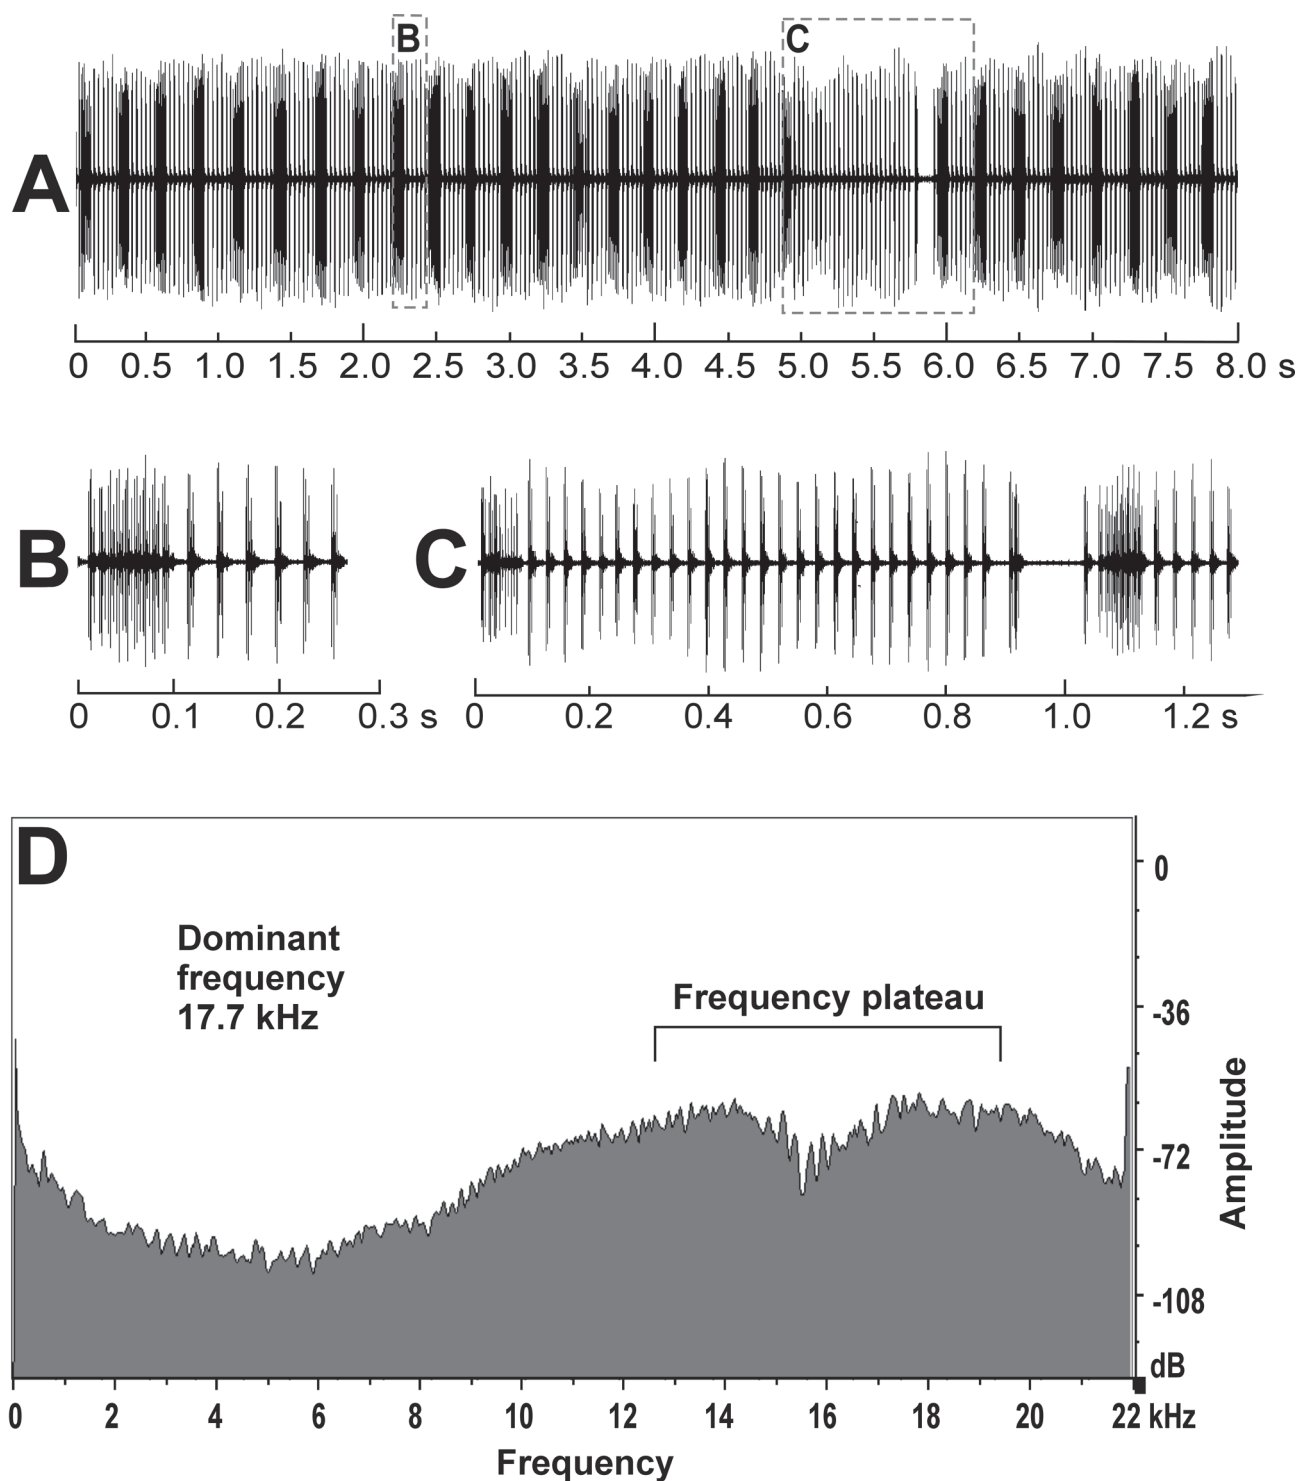 B
C
A
0 0.5 1.0 1.5 2.0 2.5 3.0 3.5 4.0 4.5 5.0 5.5 6.0 6.5 7.0 7.5 8.0 s
B
C
0 0.1 0.2 0.3 s
0 0.2 0.4 0.6 0.8 1.0 1.2 s
D
Dominant
frequency
17.7 kHz
Frequency plateau
0
-36
-72
-108
dB
Amplitude
0 2 4 6 8 10 12 14 16 18 20 22 kHz
Frequency